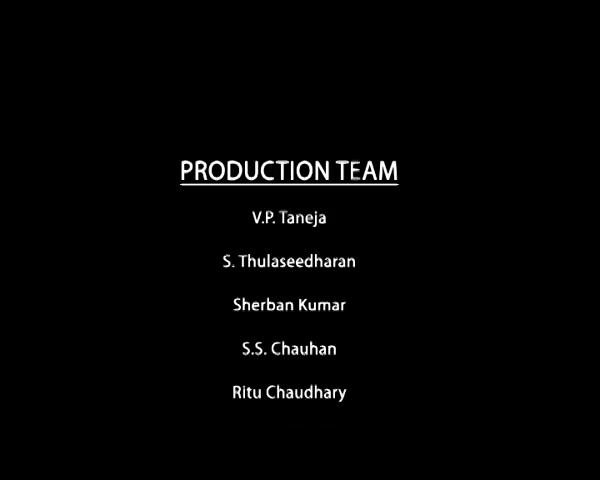 PRODUCTION TEAM
V.P. Taneja
S. Thulaseedharan
Sherban Kumar
S.S. Chauhan
Ritu Chaudhary